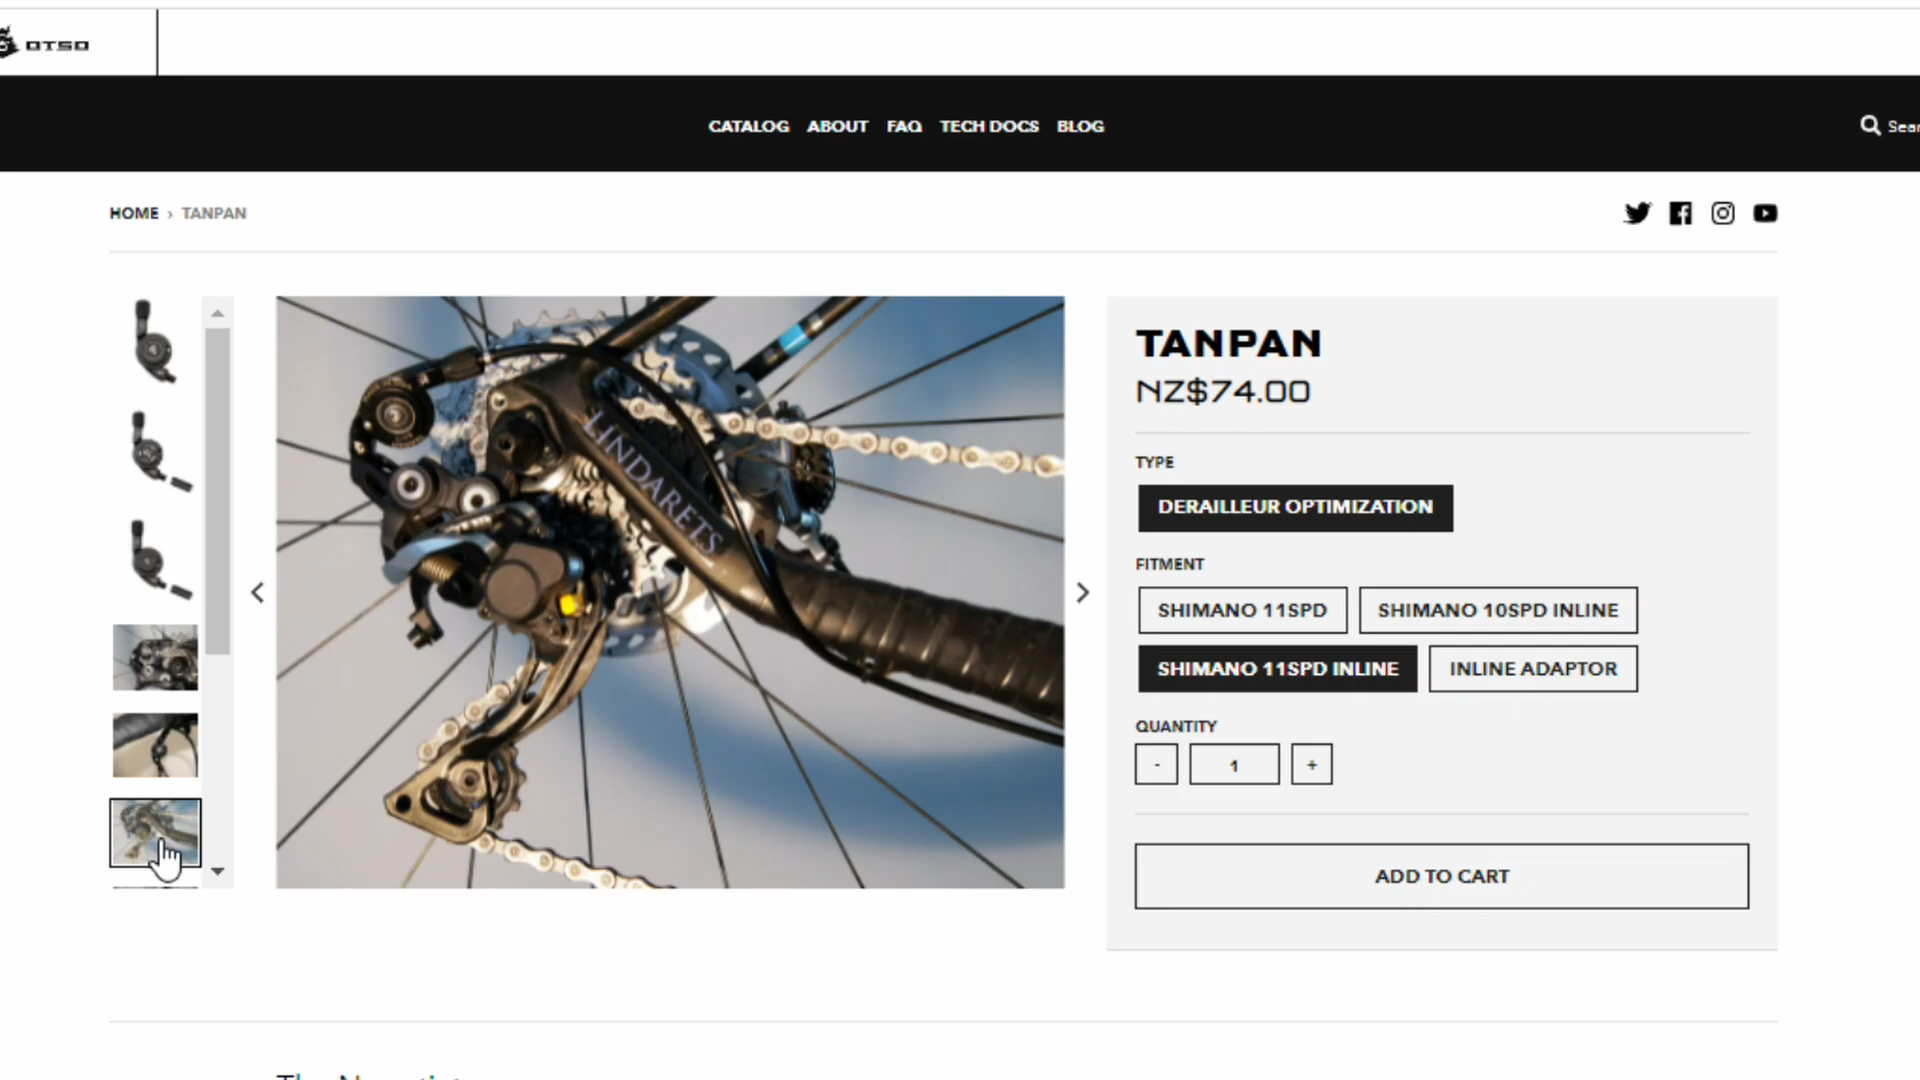 OTSO
CATALOG ABOUT FAQ TECH DOCS BLOG
HOME › TANPAN
LINDARETS
TANPAN
NZ$74.00
TYPE
DERAILLEUR OPTIMIZATION
FITMENT
SHIMANO 11SPD SHIMANO 10SPD INLINE
SHIMANO 11SPD INLINE INLINE ADAPTOR
QUANTITY
- 1 +
ADD TO CART